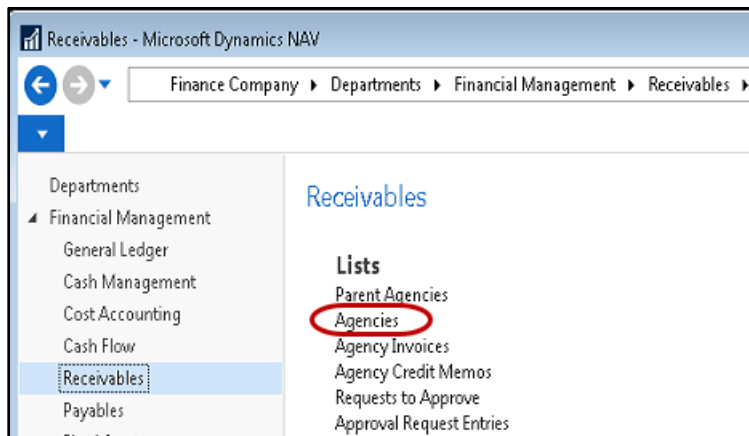 Receivables - Microsoft Dynamics NAV
Finance Company ▸ Departments ▸ Financial Management ▸ Receivables ▸
Departments
Financial Management
General Ledger
Cash Management
Cost Accounting
Cash Flow
Receivables
Payables
Receivables
Lists
Parent Agencies
Agencies
Agency Invoices
Agency Credit Memos
Requests to Approve
Approval Request Entries